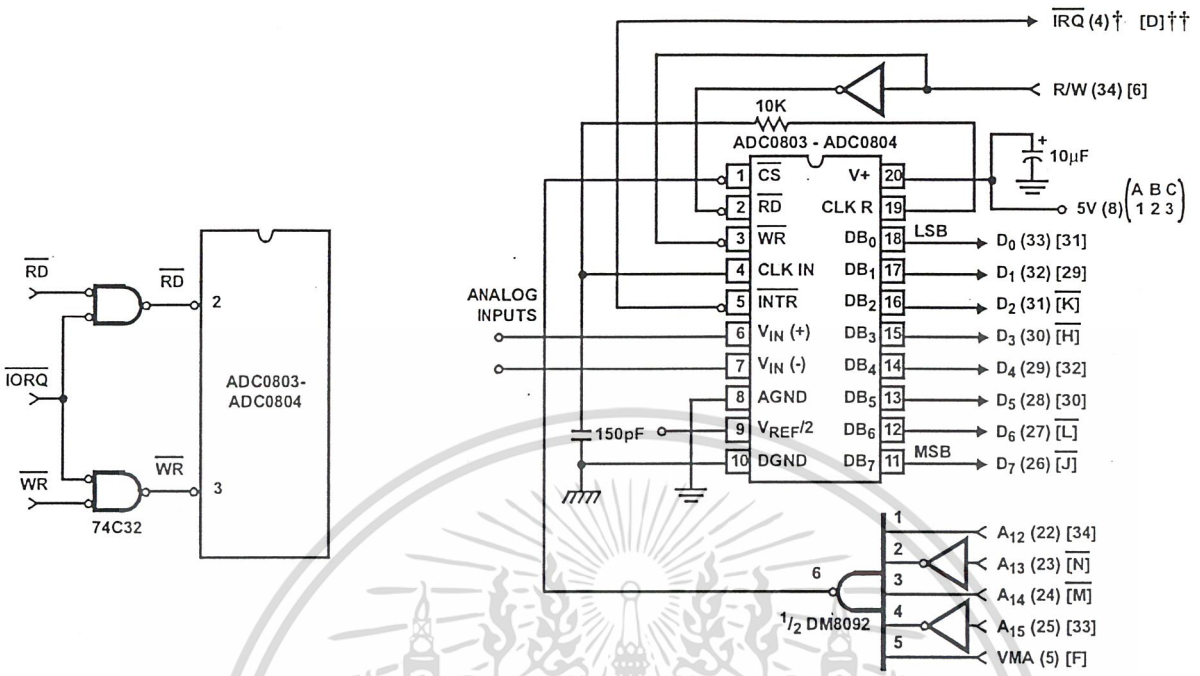 RD
RD
IORQ
WR
WR
74C32
2
3
ADC0803-
ADC0804
IRQ (4)† [D]††
R/W (34) [6]
10K
ADC0803 - ADC0804
10µF
5V (8) (A B C
1 2 3)
1 CS
2 RD
3 WR
4 CLK IN
5 INTR
6 VIN (+)
7 VIN (-)
8 AGND
9 VREF/2
10 DGND
V+ 20
CLK R 19
DB0 18 LSB
DB1 17
DB2 16
DB3 15
DB4 14
DB5 13
DB6 12
DB7 11 MSB
D0 (33) [31]
D1 (32) [29]
D2 (31) [K]
D3 (30) [H]
D4 (29) [32]
D5 (28) [30]
D6 (27) [L]
D7 (26) [J]
ANALOG
INPUTS
150pF
1
2
3
4
5
6
1/2 DM8092
A12 (22) [34]
A13 (23) [N]
A14 (24) [M]
A15 (25) [33]
VMA (5) [F]